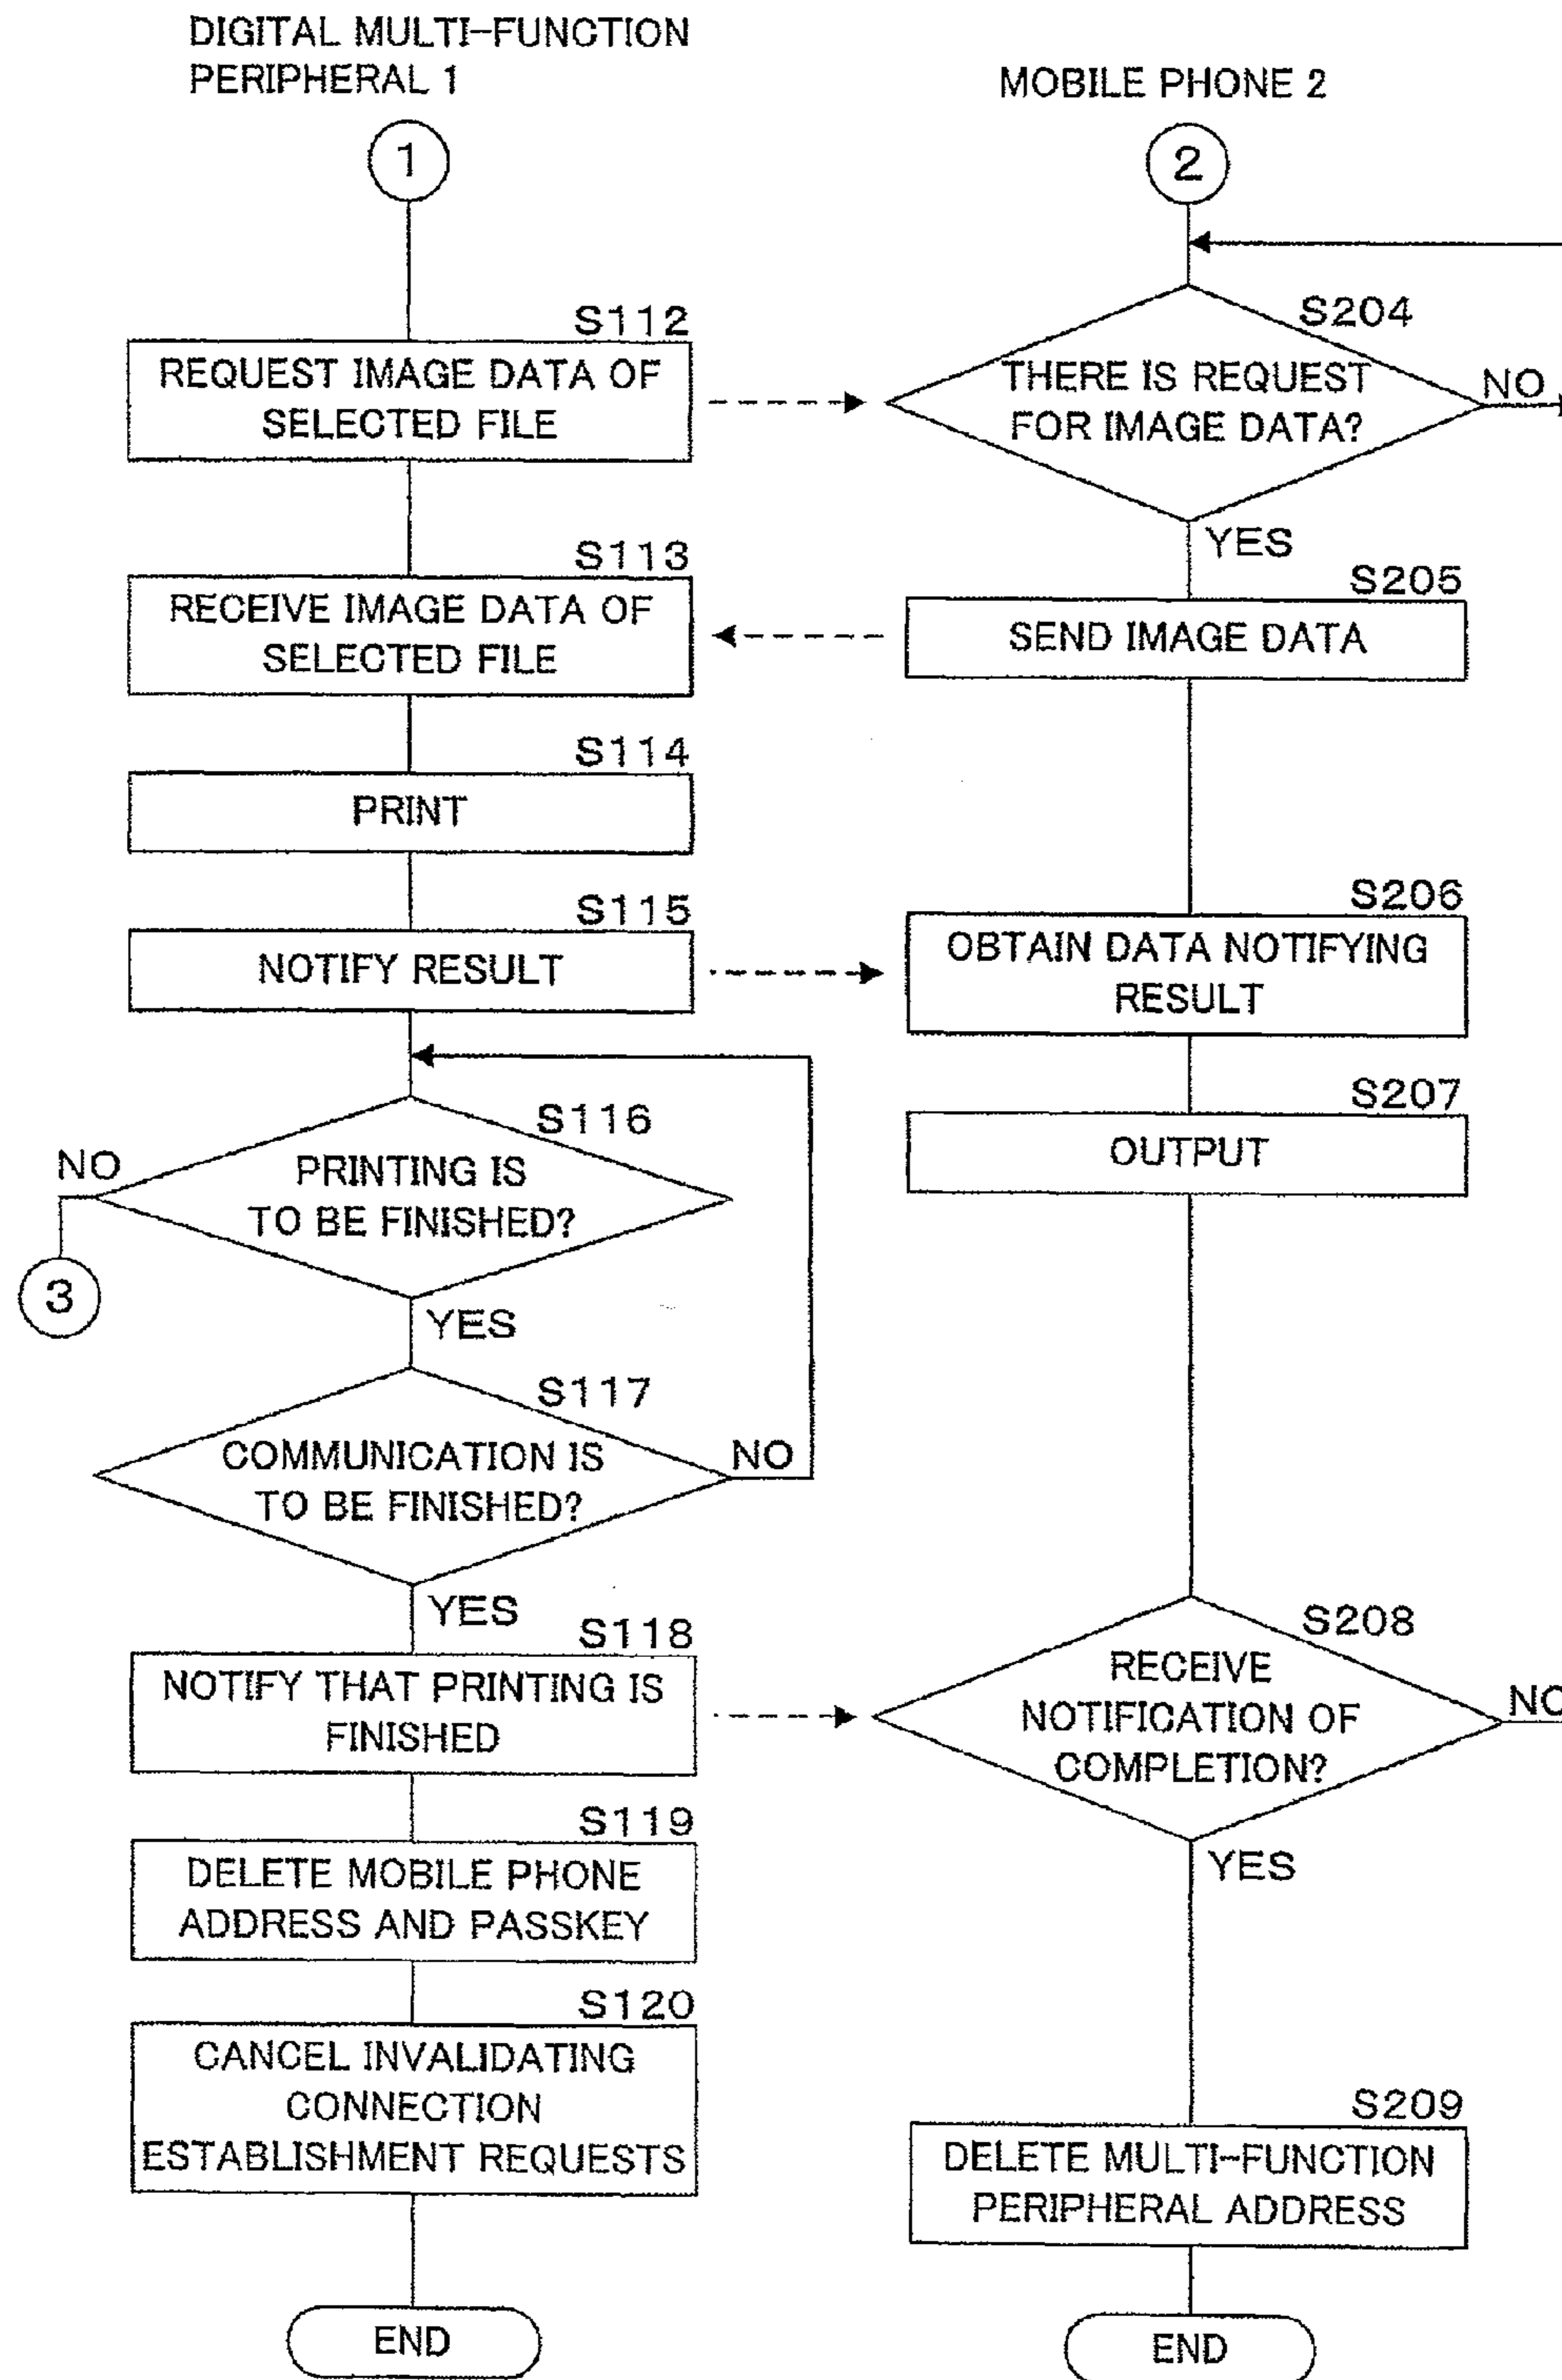 DIGITAL MULTI-FUNCTION
PERIPHERAL 1
1
S112
REQUEST IMAGE DATA OF
SELECTED FILE
S113
RECEIVE IMAGE DATA OF
SELECTED FILE
S114
PRINT
S115
NOTIFY RESULT
S116
PRINTING IS
TO BE FINISHED?
NO
3
YES
S117
COMMUNICATION IS
TO BE FINISHED?
NO
YES
S118
NOTIFY THAT PRINTING IS
FINISHED
S119
DELETE MOBILE PHONE
ADDRESS AND PASSKEY
S120
CANCEL INVALIDATING
CONNECTION
ESTABLISHMENT REQUESTS
END
MOBILE PHONE 2
2
S204
THERE IS REQUEST
FOR IMAGE DATA?
NO
YES
S205
SEND IMAGE DATA
S206
OBTAIN DATA NOTIFYING
RESULT
S207
OUTPUT
S208
RECEIVE
NOTIFICATION OF
COMPLETION?
NO
YES
S209
DELETE MULTI-FUNCTION
PERIPHERAL ADDRESS
END